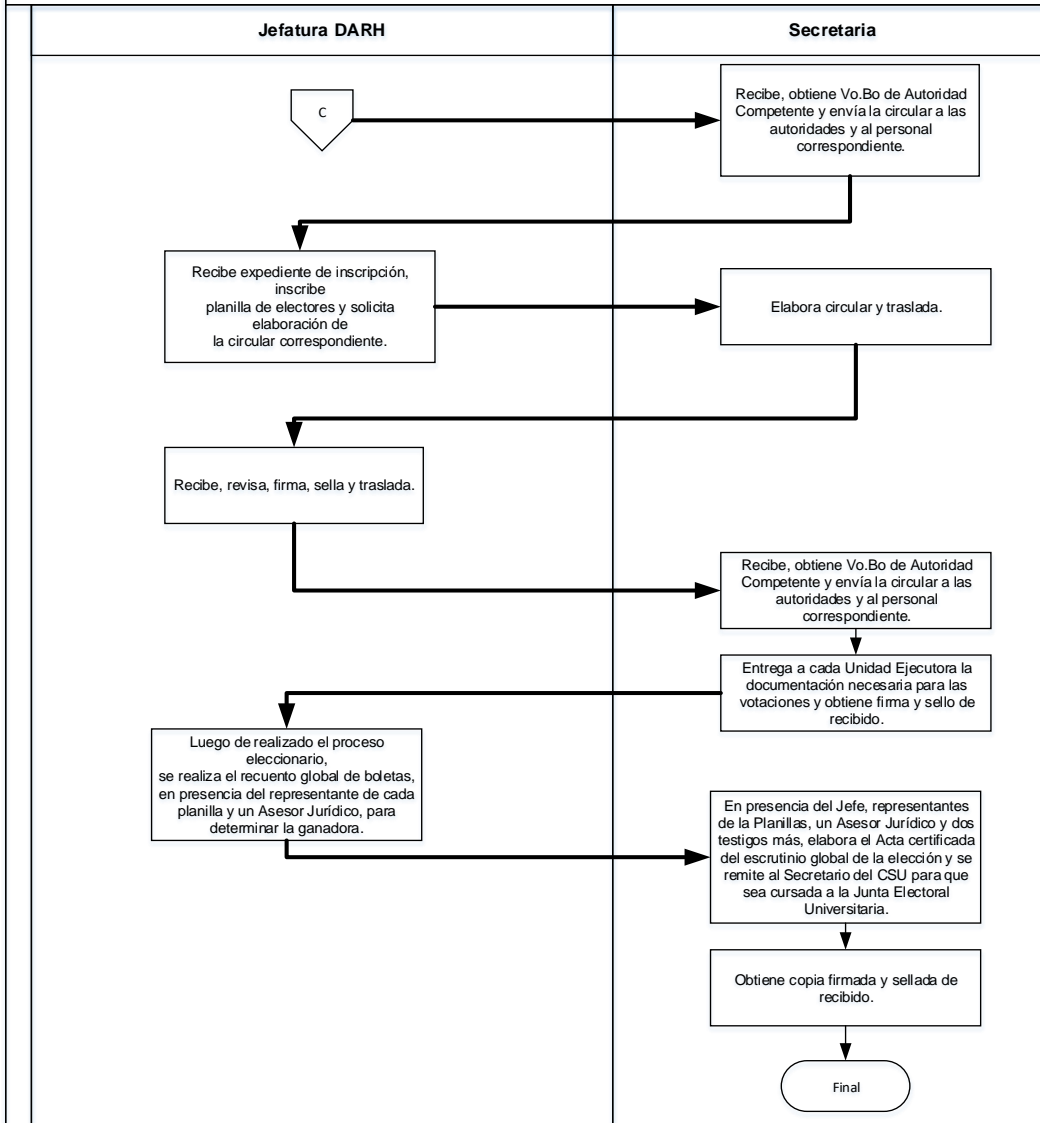 Jefatura DARH
Secretaria
C
Recibe, obtiene Vo.Bo de Autoridad
Competente y envía la circular a las
autoridades y al personal
correspondiente.
Recibe expediente de inscripción,
inscribe
planilla de electores y solicita
elaboración de
la circular correspondiente.
Elabora circular y traslada.
Recibe, revisa, firma, sella y traslada.
Recibe, obtiene Vo.Bo de Autoridad
Competente y envía la circular a las
autoridades y al personal
correspondiente.
Entrega a cada Unidad Ejecutora la
documentación necesaria para las
votaciones y obtiene firma y sello de
recibido.
Luego de realizado el proceso
eleccionario,
se realiza el recuento global de boletas,
en presencia del representante de cada
planilla y un Asesor Jurídico, para
determinar la ganadora.
En presencia del Jefe, representantes
de la Planillas, un Asesor Jurídico y dos
testigos más, elabora el Acta certificada
del escrutinio global de la elección y se
remite al Secretario del CSU para que
sea cursada a la Junta Electoral
Universitaria.
Obtiene copia firmada y sellada de
recibido.
Final